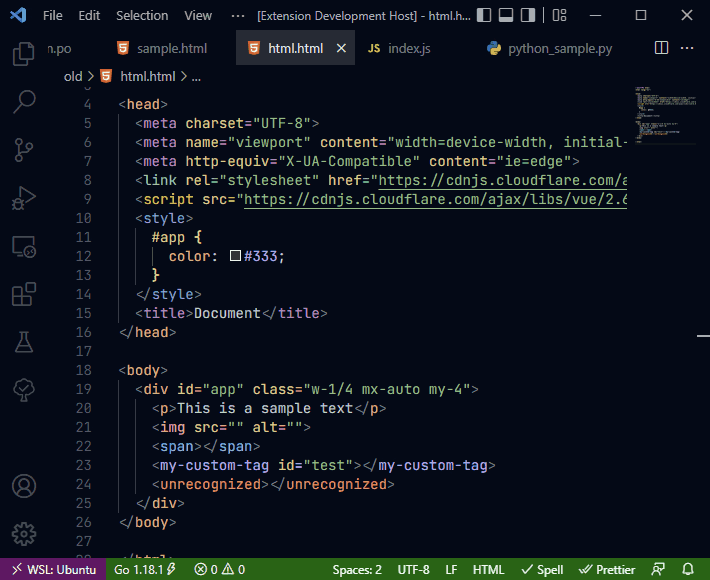 File Edit Selection View ··· [Extension Development Host] - html.h...
n.po sample.html html.html JS index.js python_sample.py ···
old > html.html > ...
4 <head>
5 <meta charset="UTF-8">
6 <meta name="viewport" content="width=device-width, initial-
7 <meta http-equiv="X-UA-Compatible" content="ie=edge">
8 <link rel="stylesheet" href="https://cdnjs.cloudflare.com/a
9 <script src="https://cdnjs.cloudflare.com/ajax/libs/vue/2.6
10 <style>
11 #app {
12 color: #333;
13 }
14 </style>
15 <title>Document</title>
16 </head>
17
18 <body>
19 <div id="app" class="w-1/4 mx-auto my-4">
20 <p>This is a sample text</p>
21 <img src="" alt="">
22 <span></span>
23 <my-custom-tag id="test"></my-custom-tag>
24 <unrecognized></unrecognized>
25 </div>
26 </body>
27
28 </html>
WSL: Ubuntu Go 1.18.1 0 0 Spaces: 2 UTF-8 LF HTML Spell Prettier